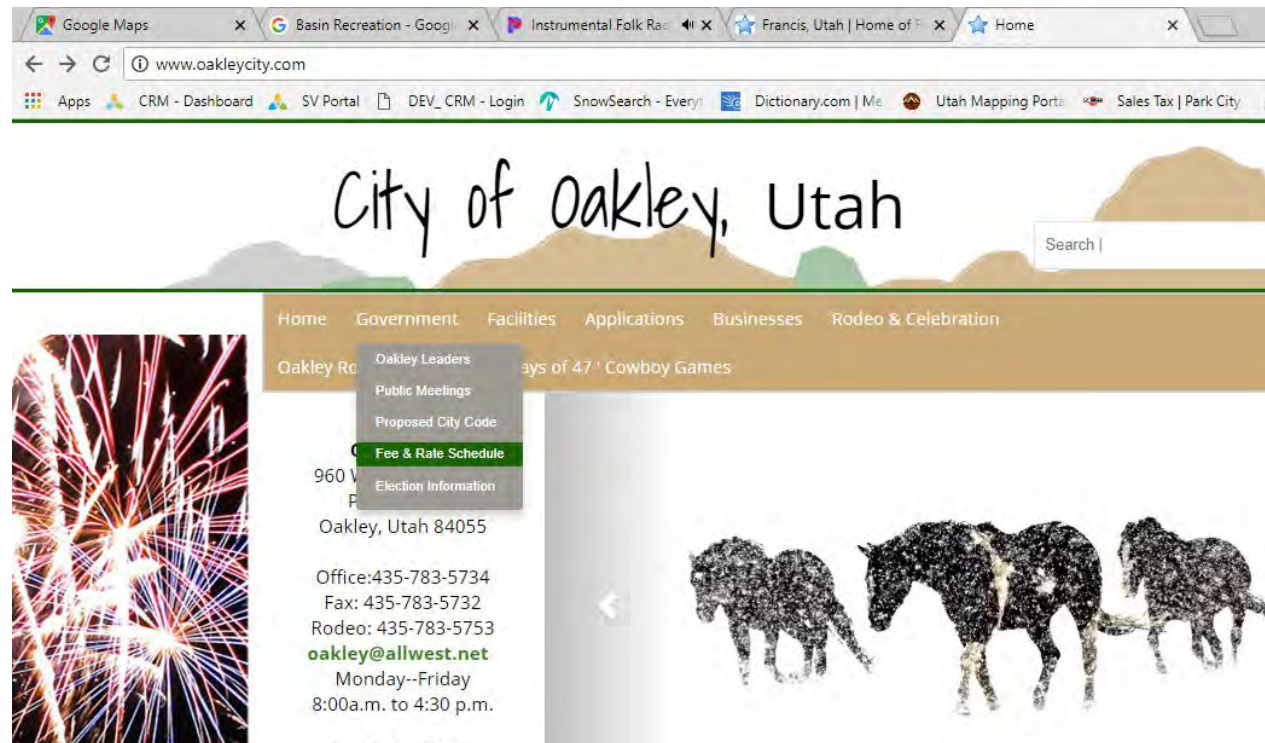 Google Maps
Basin Recreation - Goog
Instrumental Folk Rad
Francis, Utah | Home of F
Home
www.oakleycity.com
Apps
CRM - Dashboard
SV Portal
DEV_ CRM - Login
SnowSearch - Every
Dictionary.com | Me
Utah Mapping Porta
Sales Tax | Park City
City of Oakley, Utah
Search |
Home Government Facilities Applications Businesses Rodeo & Celebration
Oakley Ro ays of 47 ' Cowboy Games
Oakley Leaders
Public Meetings
Proposed City Code
Fee & Rate Schedule
Election Information
960 W
P
Oakley, Utah 84055
Office:435-783-5734
Fax: 435-783-5732
Rodeo: 435-783-5753
oakley@allwest.net
Monday--Friday
8:00a.m. to 4:30 p.m.